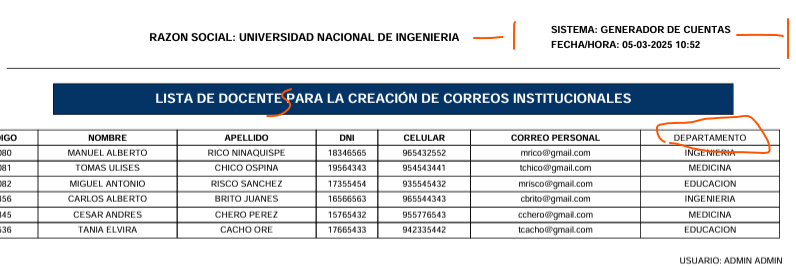 RAZON SOCIAL: UNIVERSIDAD NACIONAL DE INGENIERIA
SISTEMA: GENERADOR DE CUENTAS
FECHA/HORA: 05-03-2025 10:52
LISTA DE DOCENTE PARA LA CREACIÓN DE CORREOS INSTITUCIONALES
IGO NOMBRE APELLIDO DNI CELULAR CORREO PERSONAL DEPARTAMENTO
080 MANUEL ALBERTO RICO NINAQUISPE 18346565 965432552 mrico@gmail.com INGENIERIA
081 TOMAS ULISES CHICO OSPINA 19564343 954543441 tchico@gmail.com MEDICINA
082 MIGUEL ANTONIO RISCO SANCHEZ 17355454 935545432 mrisco@gmail.com EDUCACION
456 CARLOS ALBERTO BRITO JUANES 16566563 965544343 cbrito@gmail.com INGENIERIA
345 CESAR ANDRES CHERO PEREZ 15765432 955776543 cchero@gmail.com MEDICINA
536 TANIA ELVIRA CACHO ORE 17665433 942335442 tcacho@gmail.com EDUCACION
USUARIO: ADMIN ADMIN